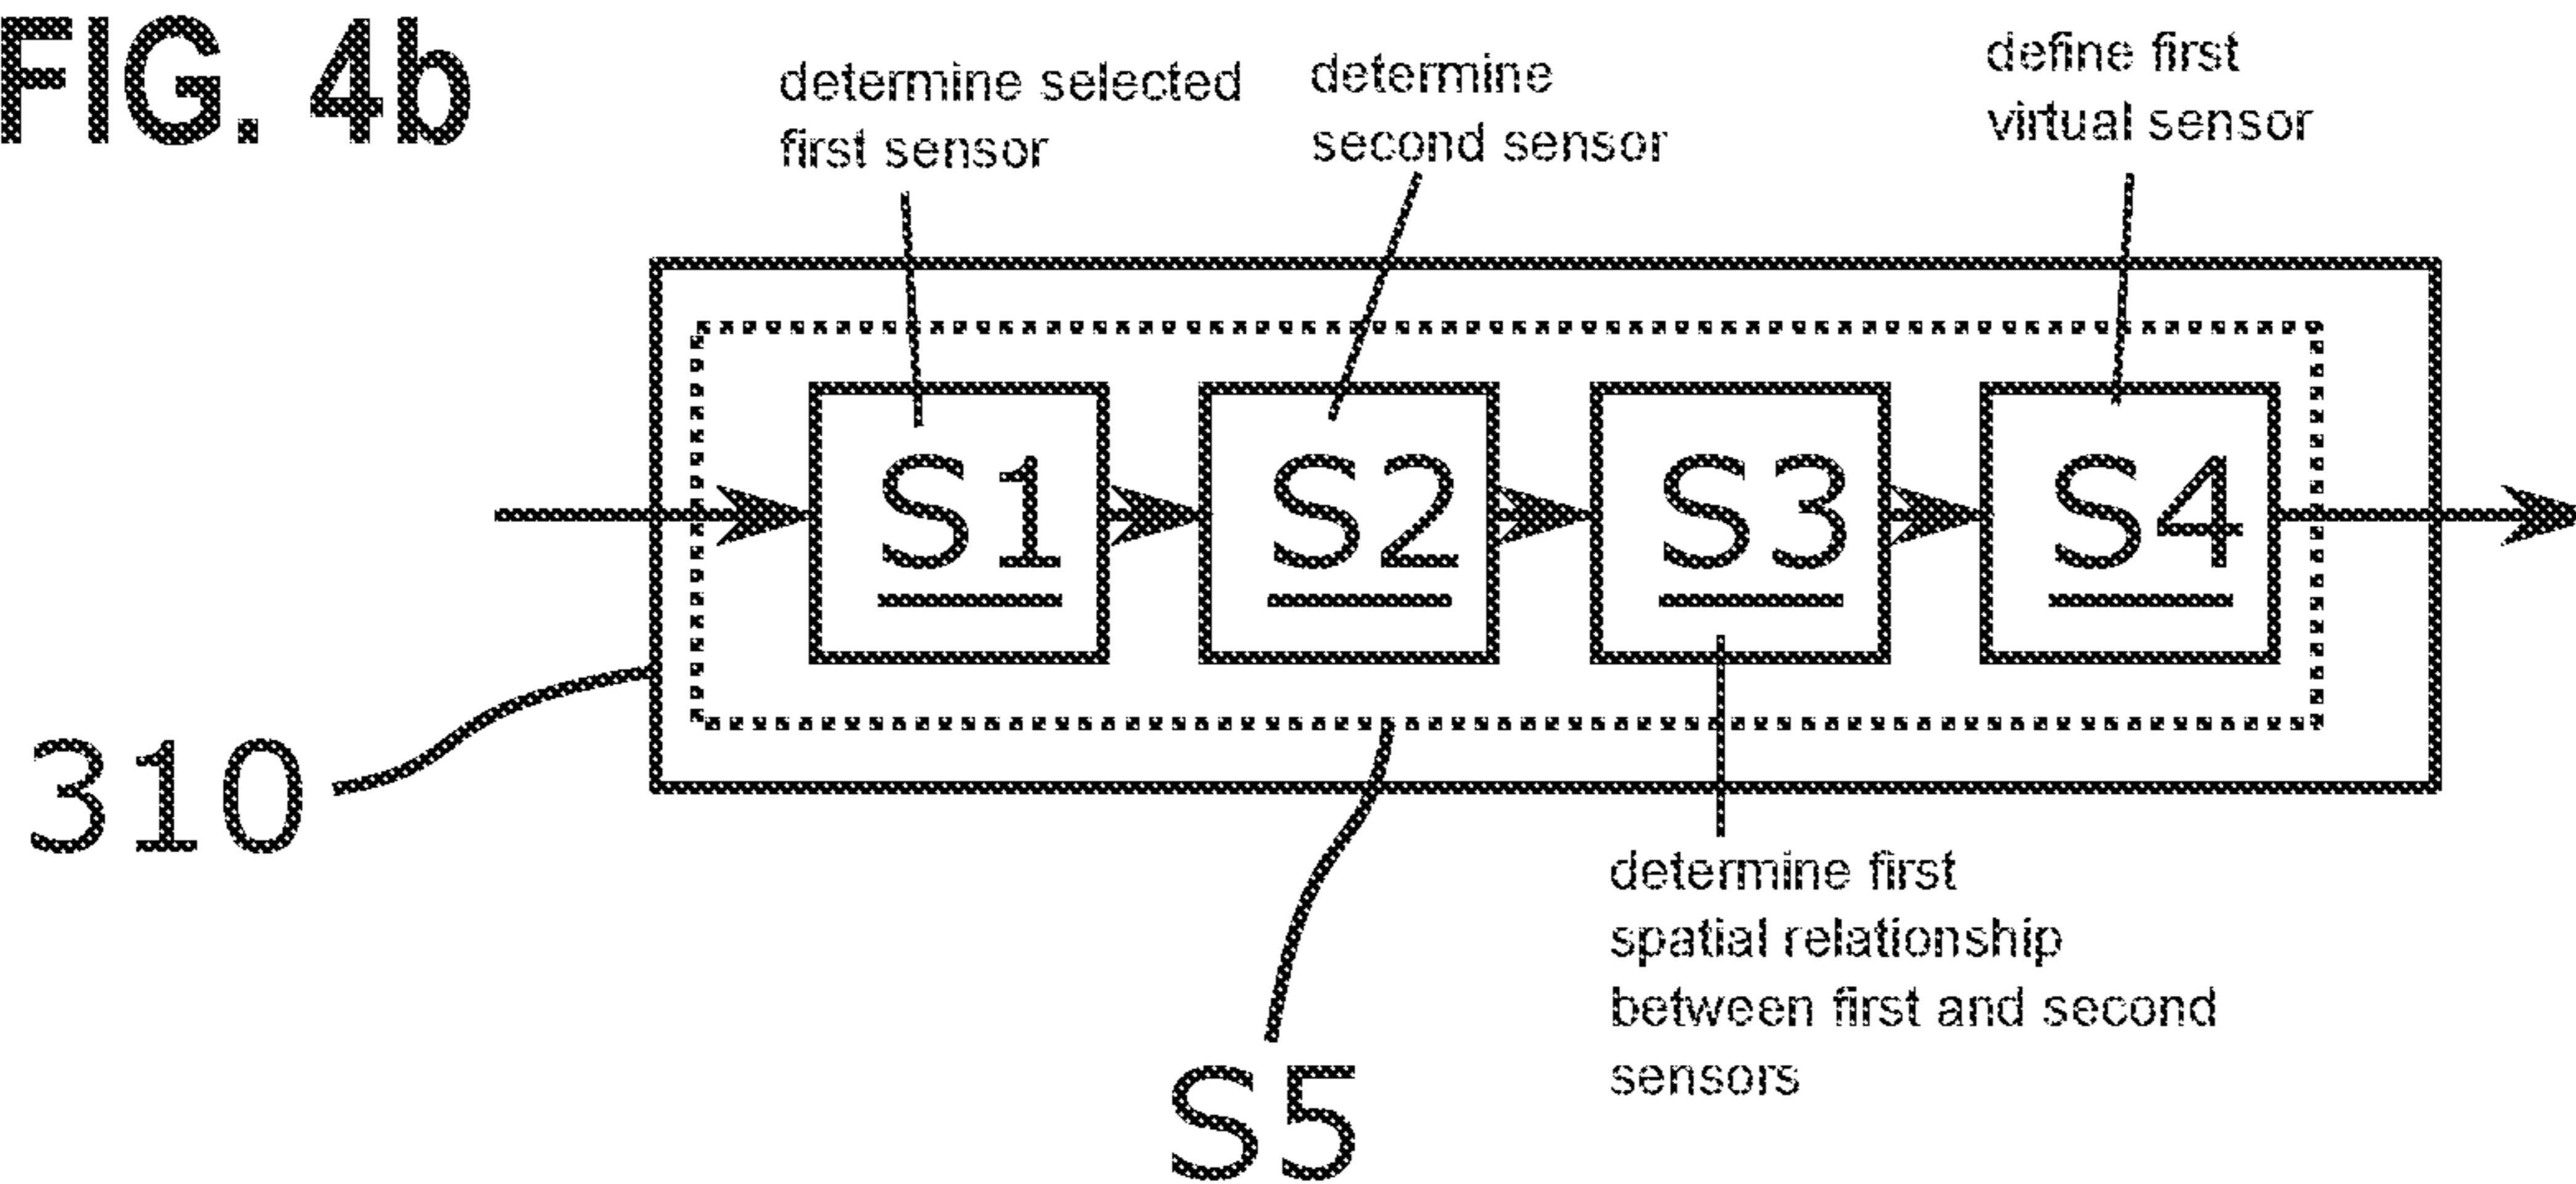 FIG. 4b
determine selected
first sensor
determine
second sensor
define first
virtual sensor
S1
S2
S3
S4
310
determine first
spatial relationship
between first and second
sensors
S5